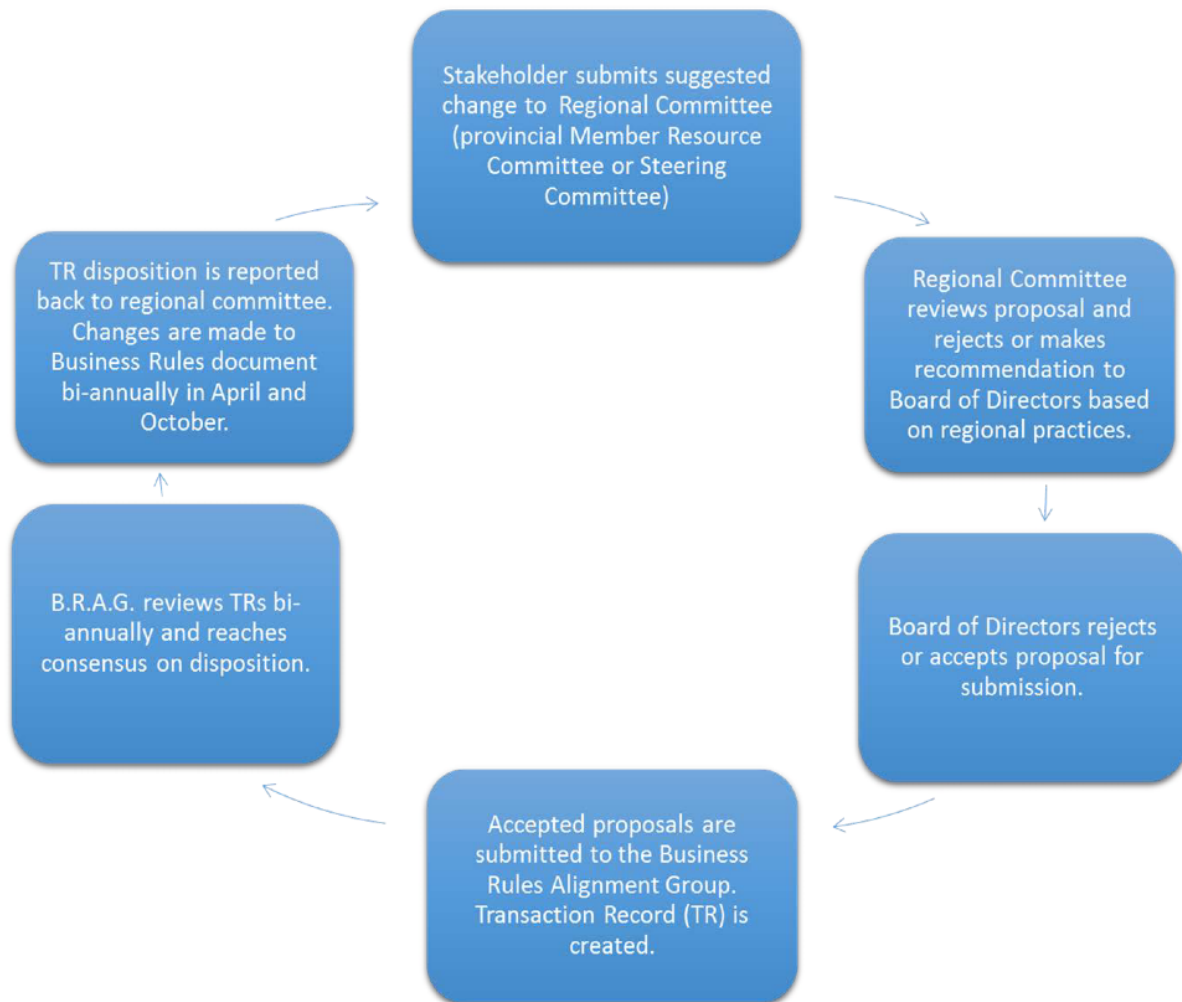 Stakeholder submits suggested
change to Regional Committee
(provincial Member Resource
Committee or Steering
Committee)
Regional Committee
reviews proposal and
rejects or makes
recommendation to
Board of Directors based
on regional practices.
Board of Directors rejects
or accepts proposal for
submission.
Accepted proposals are
submitted to the Business
Rules Alignment Group.
Transaction Record (TR) is
created.
B.R.A.G. reviews TRs bi-
annually and reaches
consensus on disposition.
TR disposition is reported
back to regional committee.
Changes are made to
Business Rules document
bi-annually in April and
October.